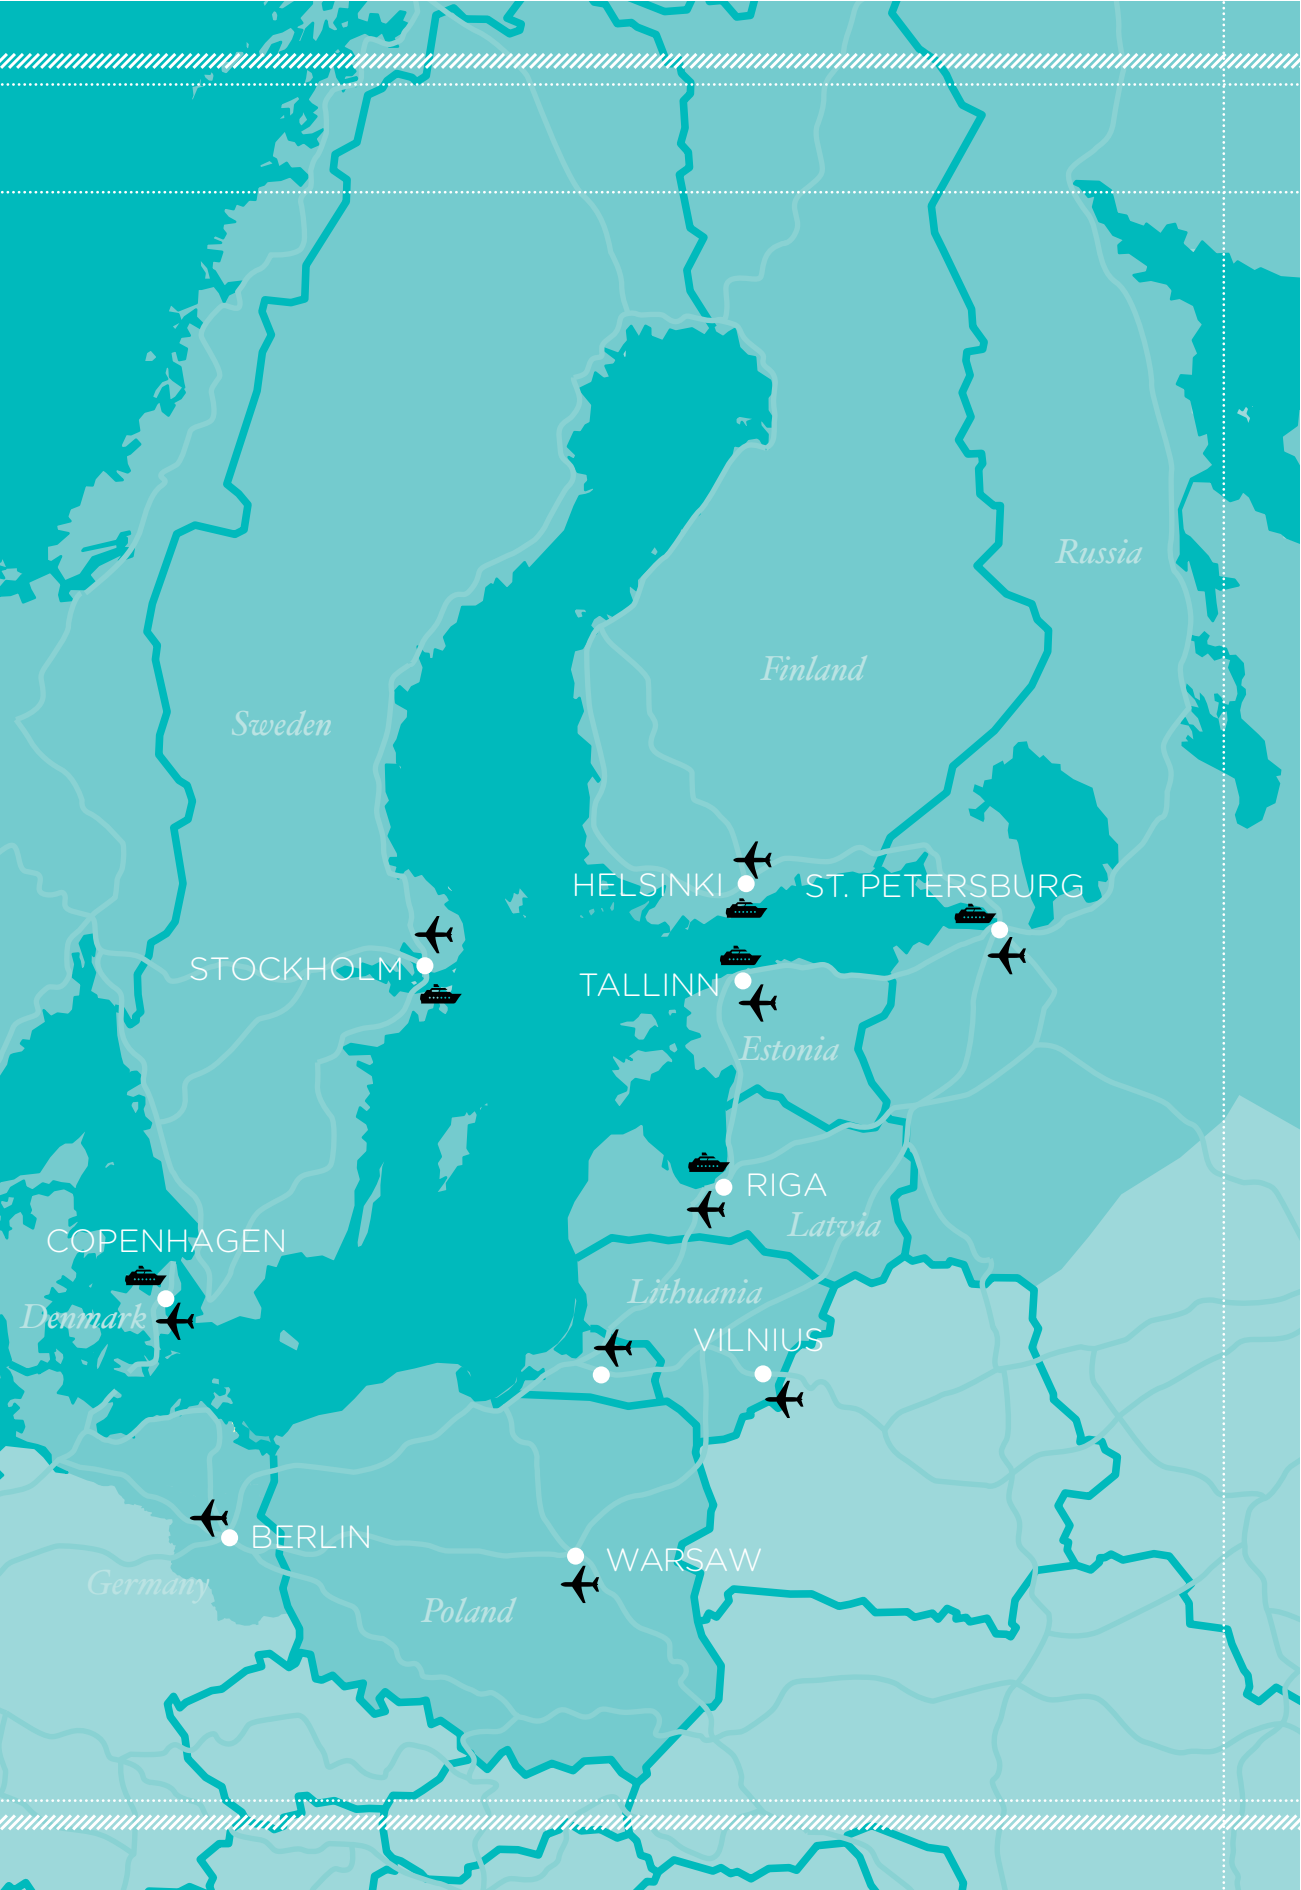 Russia
Finland
Sweden
HELSINKI
ST. PETERSBURG
STOCKHOLM
TALLINN
Estonia
RIGA
Latvia
COPENHAGEN
Lithuania
Denmark
VILNIUS
BERLIN
WARSAW
Germany
Poland